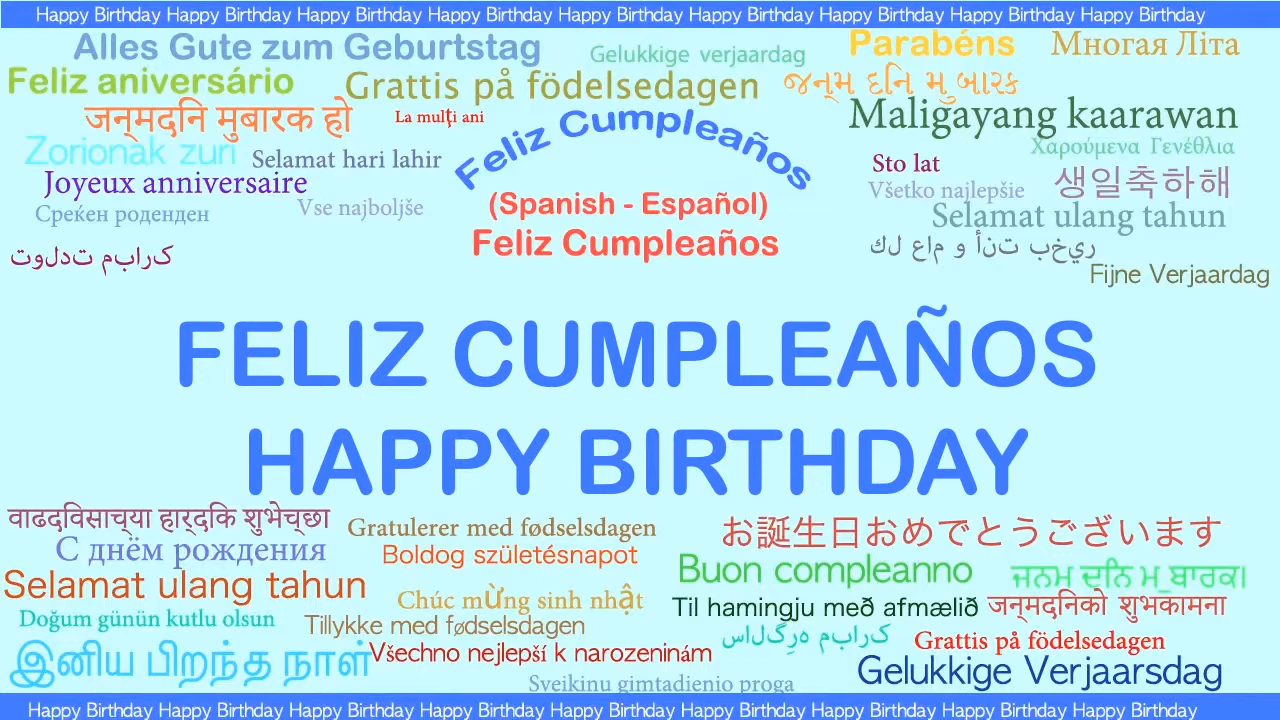 Happy Birthday Happy Birthday Happy Birthday Happy Birthday Happy Birthday Happy Birthday Happy Birthday Happy Birthday Happy Birthday
Alles Gute zum Geburtstag
Gelukkige verjaardag
Parabéns
Многая Літа
Feliz aniversário
Grattis på födelsedagen
જન્મ દિન મુબારક
जन्मदिन मुबारक हो
La mulţi ani
Feliz Cumpleaños
Maligayang kaarawan
Zorionak zuri
Selamat hari lahir
Χαρούμενα Γενέθλια
Sto lat
Joyeux anniversaire
Všetko najlepšie
생일축하해
Среќен роденден
Vse najboljše
(Spanish - Español)
Selamat ulang tahun
تولدت مبارک
Feliz Cumpleaños
كل عام و أنت بخير
Fijne Verjaardag
FELIZ CUMPLEAÑOS
HAPPY BIRTHDAY
वाढदिवसाच्या हार्दिक शुभेच्छा
Gratulerer med fødselsdagen
お誕生日おめでとうございます
С днём рождения
Boldog születésnapot
Buon compleanno
ਜਨਮ ਦਿਨ ਮੁਬਾਰਕ।
Selamat ulang tahun
Chúc mừng sinh nhật
Til hamingju með afmælið
जन्मदिनको शुभकामना
Doğum günün kutlu olsun
Tillykke med fødselsdagen
سالگرہ مبارک
Grattis på födelsedagen
இனிய பிறந்த நாள்
Všechno nejlepší k narozeninám
Gelukkige Verjaarsdag
Sveikinu gimtadienio proga
Happy Birthday Happy Birthday Happy Birthday Happy Birthday Happy Birthday Happy Birthday Happy Birthday Happy Birthday Happy Birthday